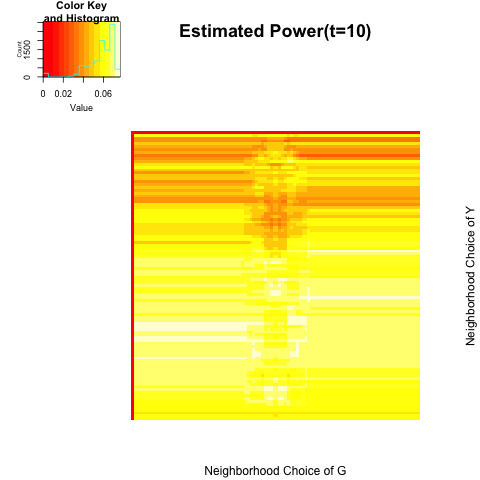 Color Key
and Histogram
Estimated Power(t=10)
Count
0 1500
0 0.02 0.06
Value
Neighborhood Choice of Y
Neighborhood Choice of G